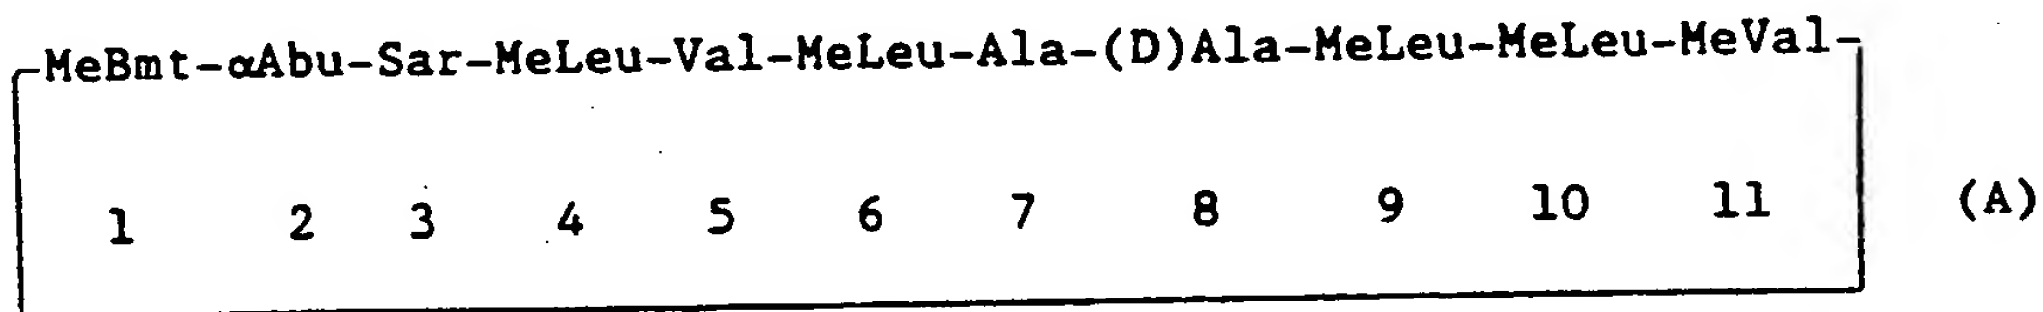 MeBmt-αAbu-Sar-MeLeu-Val-MeLeu-Ala-(D)Ala-MeLeu-MeLeu-MeVal-
1 2 3 4 5 6 7 8 9 10 11 (A)